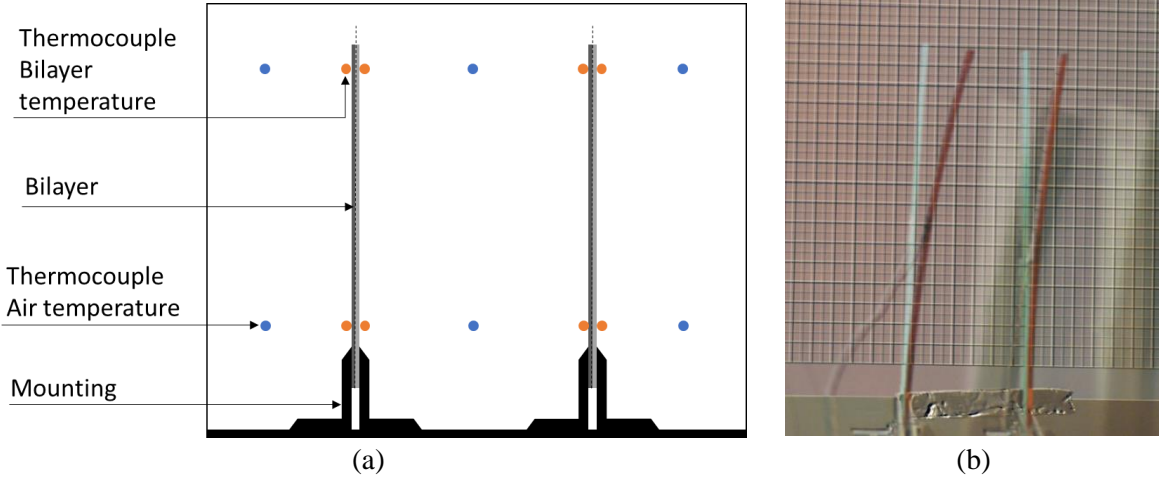 Thermocouple
Bilayer
temperature
Bilayer
Thermocouple
Air temperature
Mounting
(a)
(b)